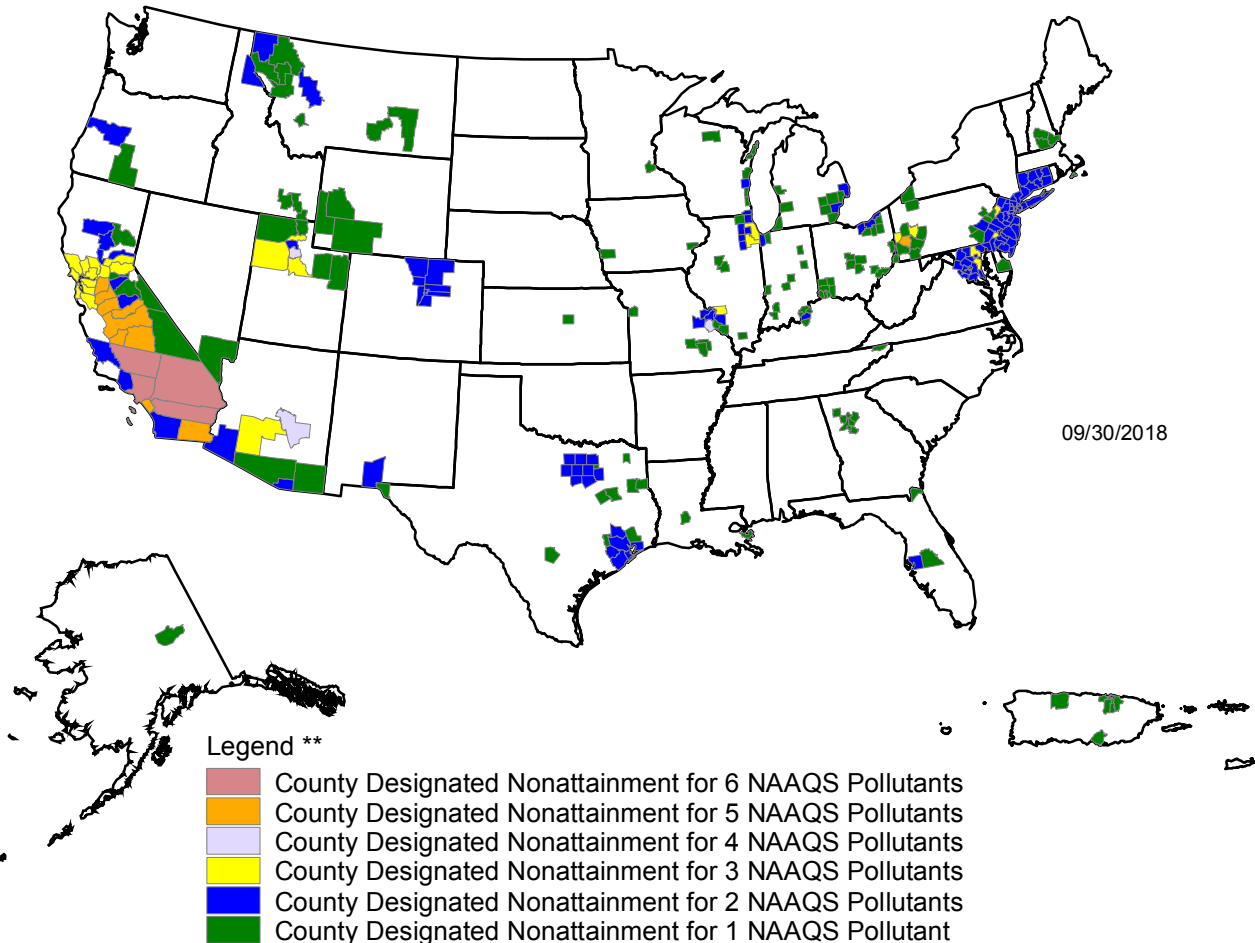 09/30/2018
Legend **
County Designated Nonattainment for 6 NAAQS Pollutants
County Designated Nonattainment for 5 NAAQS Pollutants
County Designated Nonattainment for 4 NAAQS Pollutants
County Designated Nonattainment for 3 NAAQS Pollutants
County Designated Nonattainment for 2 NAAQS Pollutants
County Designated Nonattainment for 1 NAAQS Pollutant